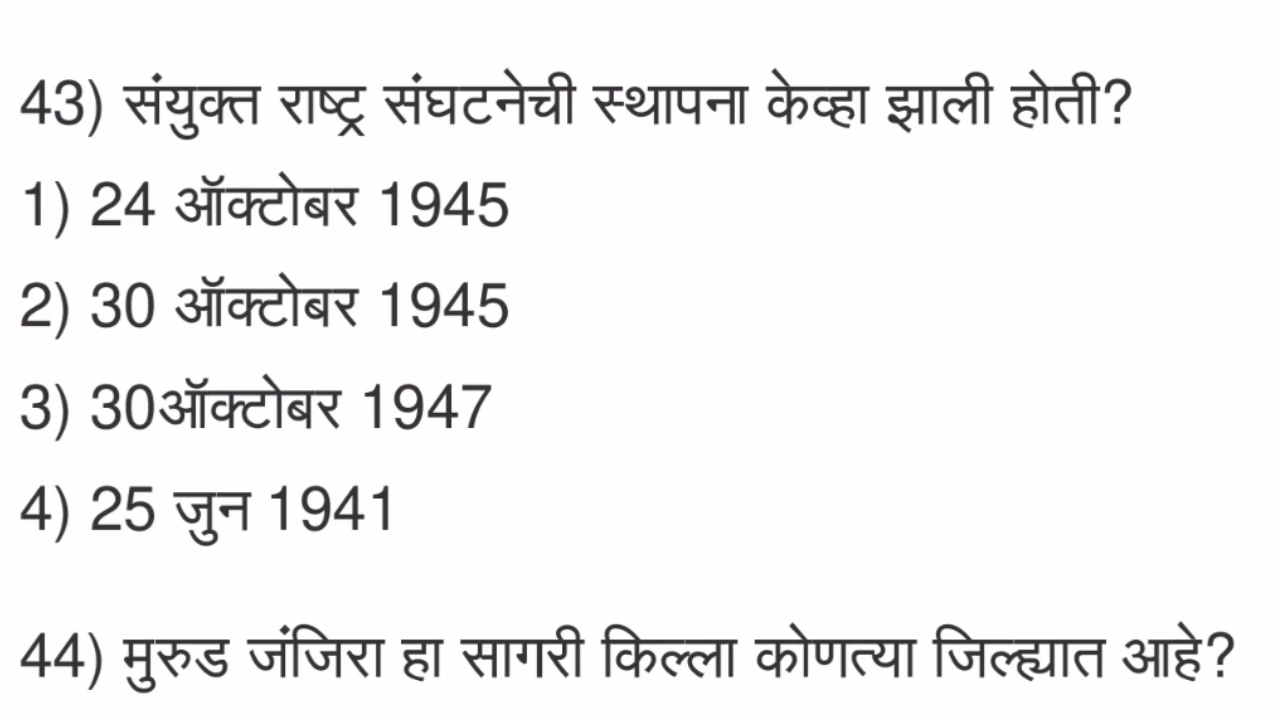 43) संयुक्त राष्ट्र संघटनेची स्थापना केव्हा झाली होती?
1) 24 ऑक्टोबर 1945
2) 30 ऑक्टोबर 1945
3) 30ऑक्टोबर 1947
4) 25 जुन 1941
44) मुरुड जंजिरा हा सागरी किल्ला कोणत्या जिल्ह्यात आहे?